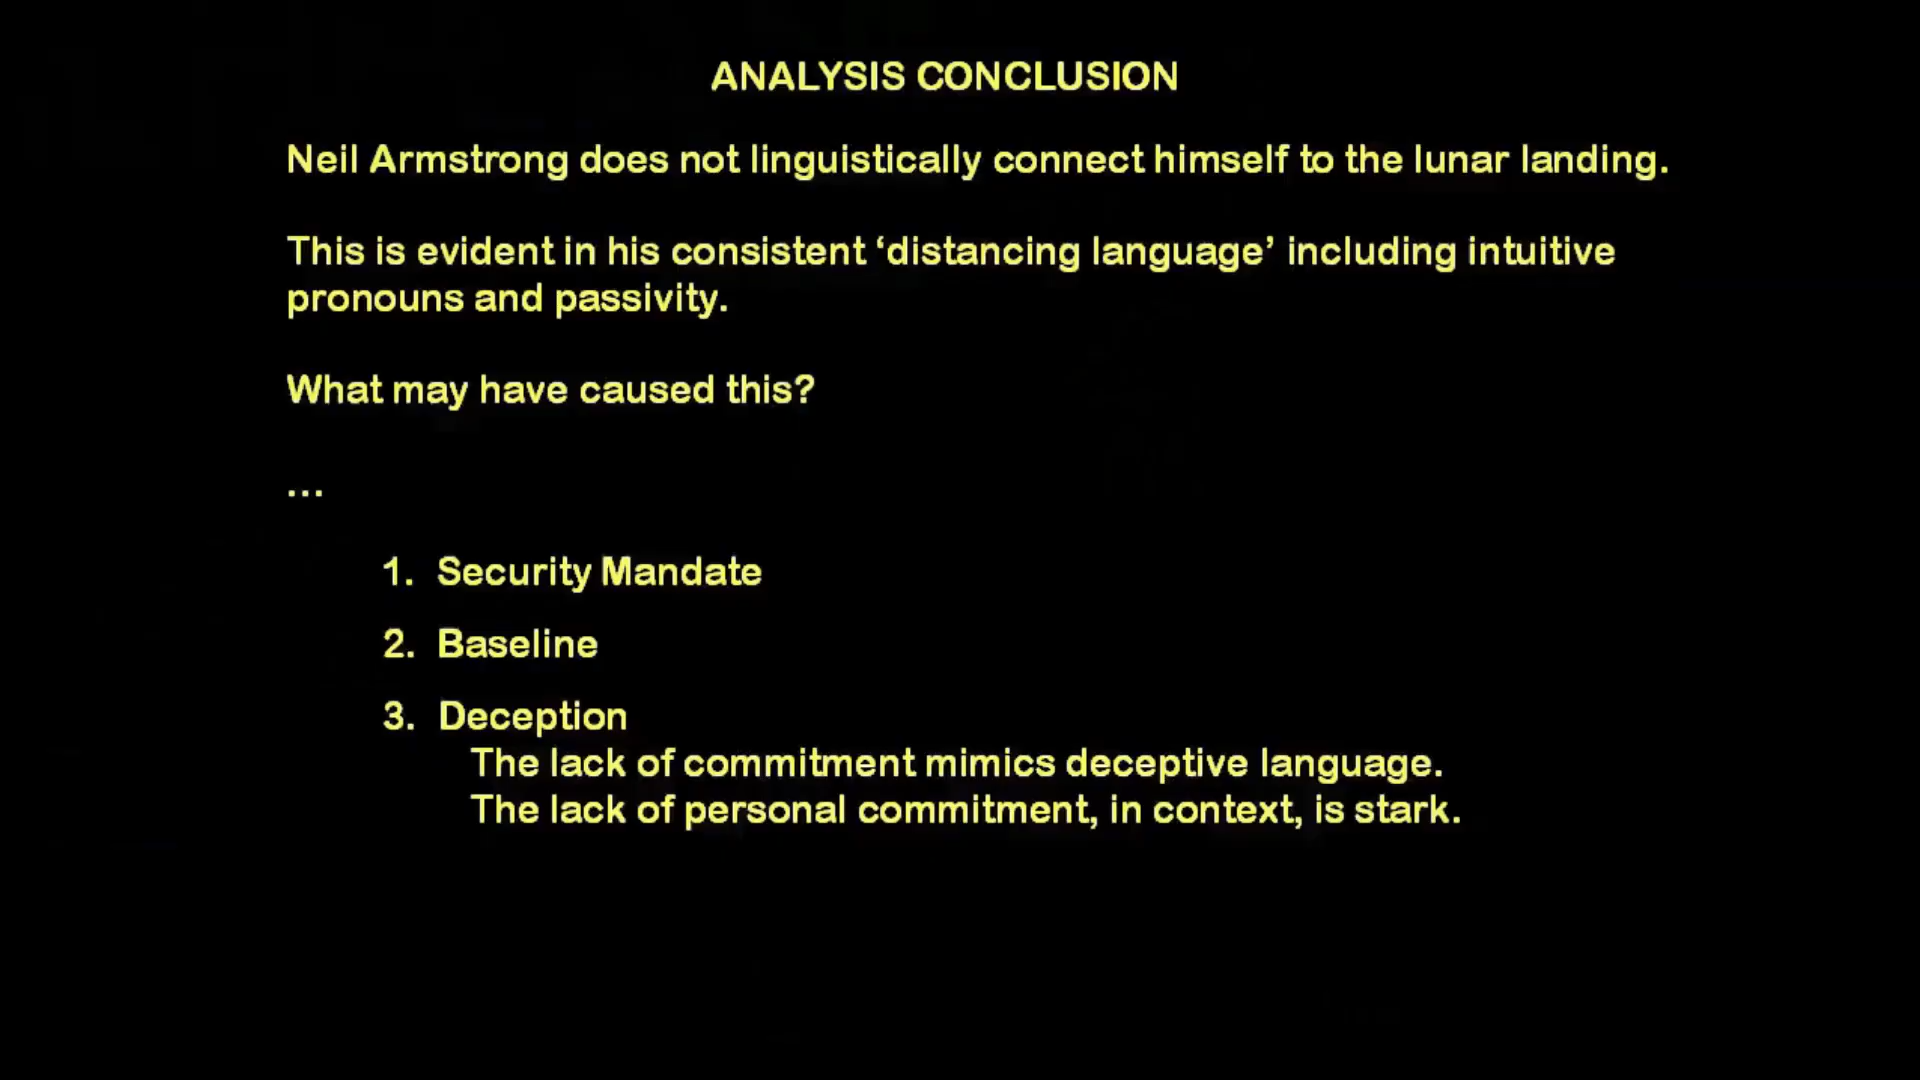 ANALYSIS CONCLUSION
Neil Armstrong does not linguistically connect himself to the lunar landing.
This is evident in his consistent ‘distancing language’ including intuitive
pronouns and passivity.
What may have caused this?
...
1. Security Mandate
2. Baseline
3. Deception
The lack of commitment mimics deceptive language.
The lack of personal commitment, in context, is stark.